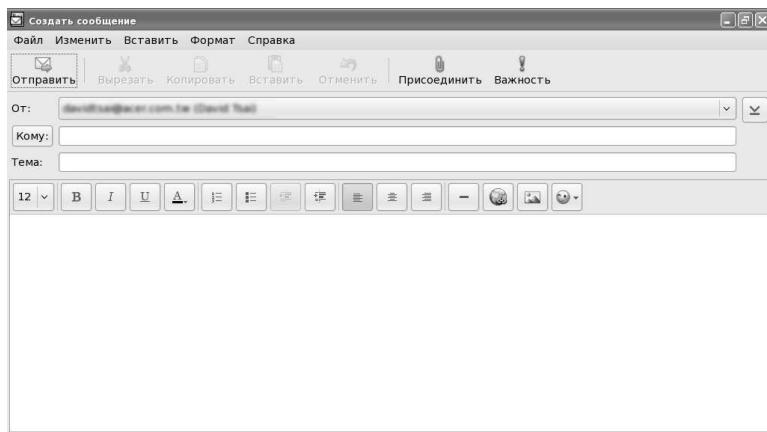 Создать сообщение
Файл Изменить Вставить Формат Справка
Отправить Вырезать Копировать Вставить Отменить Присоединить Важность
От:
Кому:
Тема:
12 B I U A